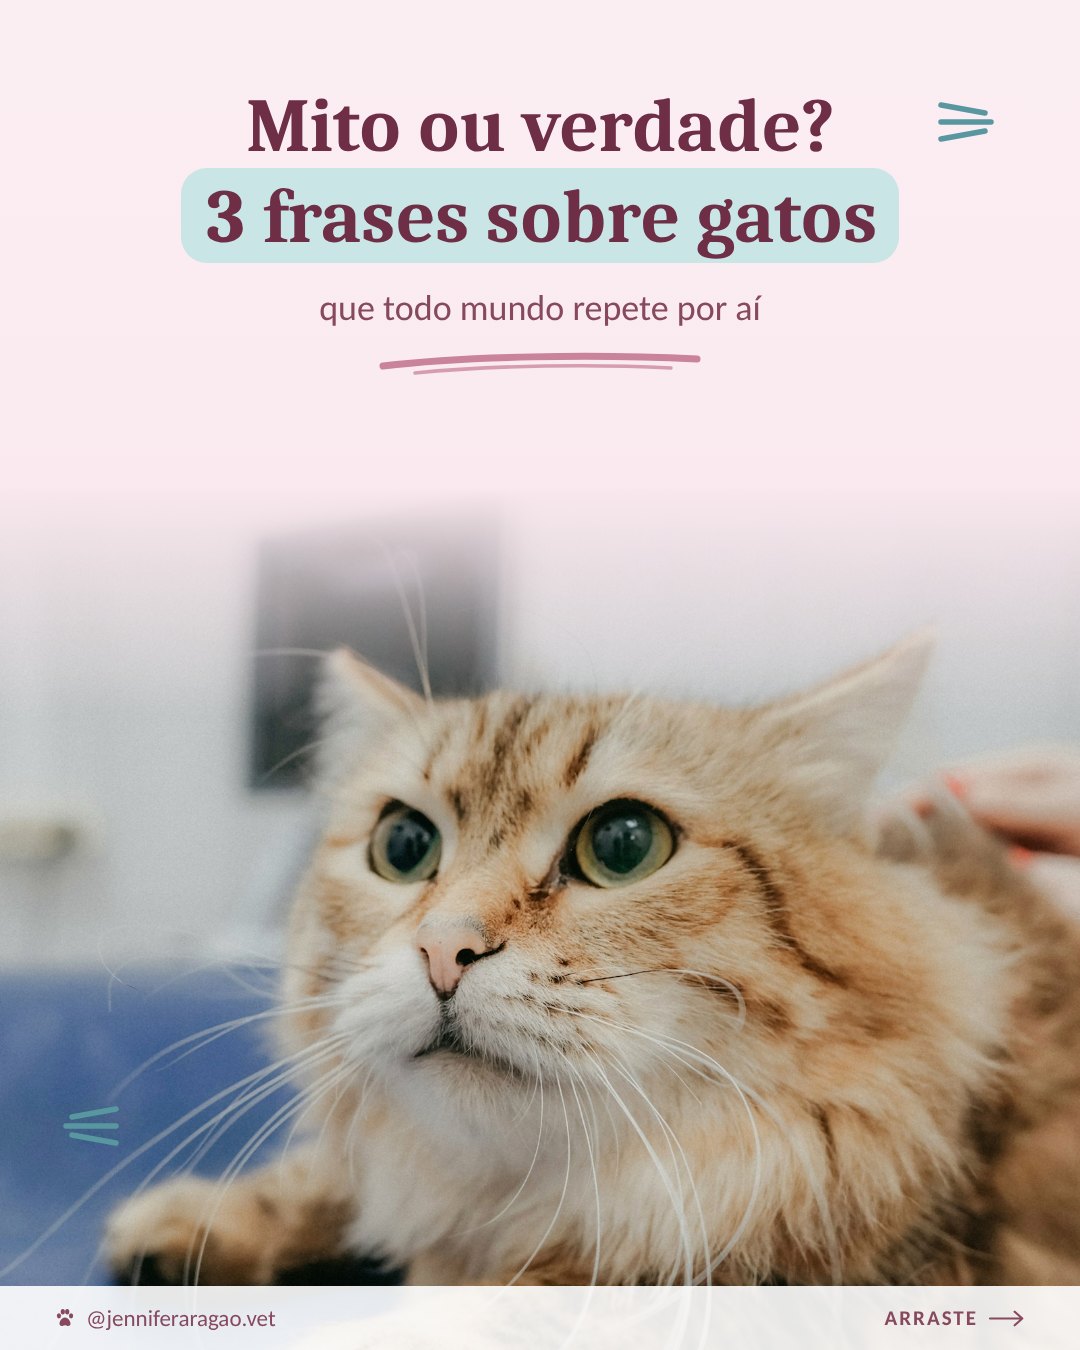 Mito ou verdade?
3 frases sobre gatos
que todo mundo repete por aí
@jenniferaragao.vet
ARRASTE